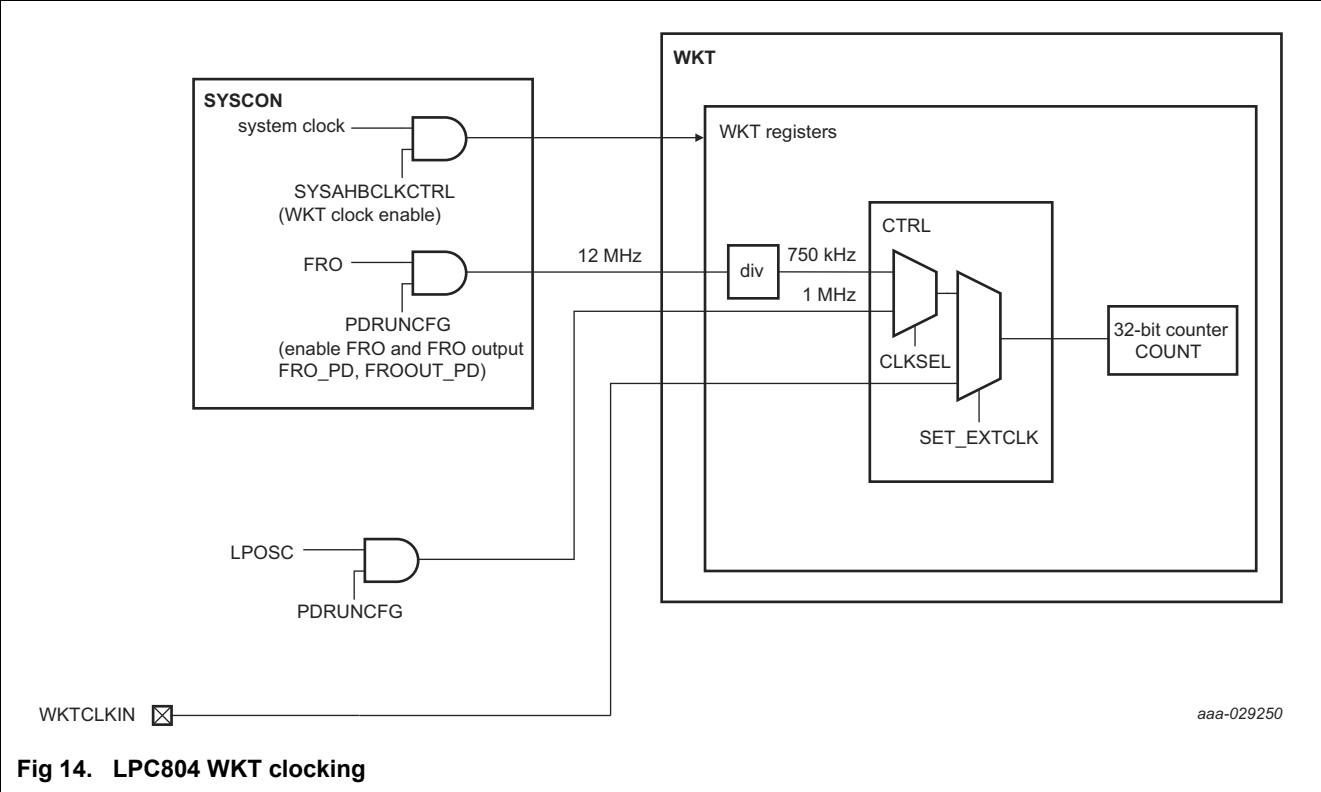 WKT
SYSCON
system clock
WKT registers
SYSAHBCLKCTRL
(WKT clock enable)
CTRL
FRO
12 MHz
div
750 kHz
1 MHz
PDRUNCFG
(enable FRO and FRO output
FRO_PD, FROOUT_PD)
CLKSEL
32-bit counter
COUNT
SET_EXTCLK
LPOSC
PDRUNCFG
WKTCLKIN
aaa-029250
Fig 14. LPC804 WKT clocking